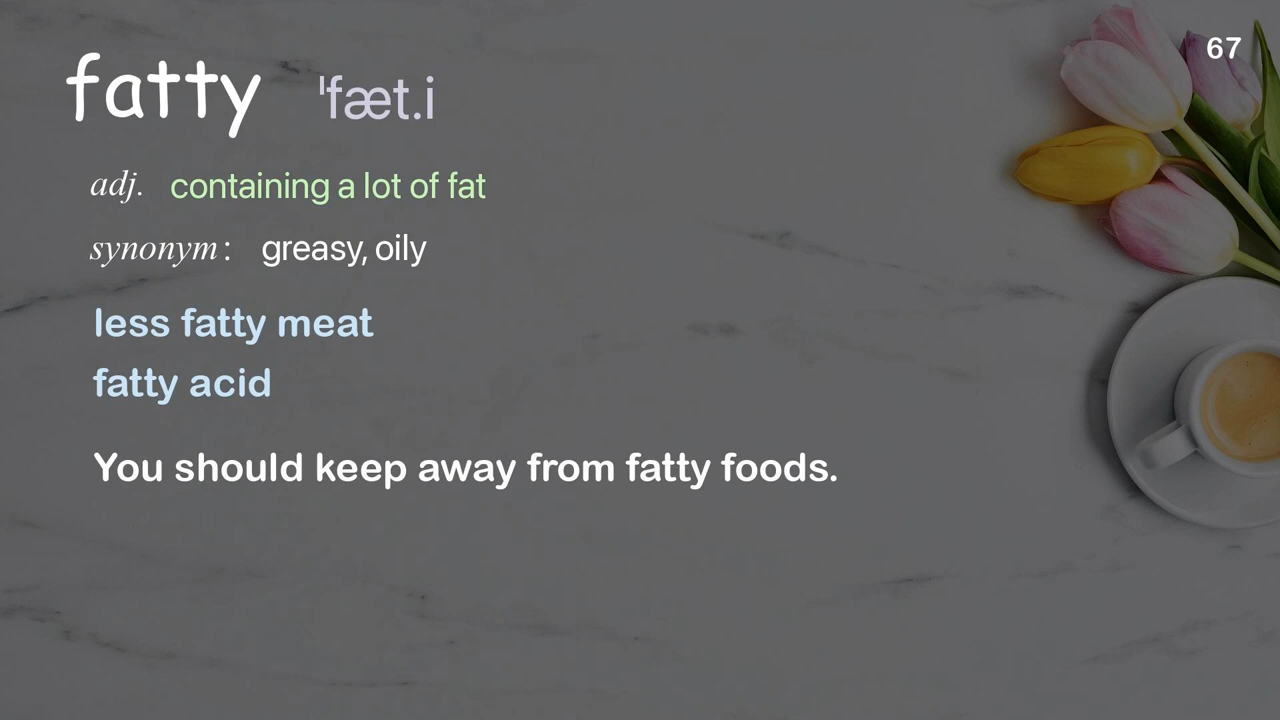 67
fatty ˈfæt.i
adj. containing a lot of fat
synonym: greasy, oily
less fatty meat
fatty acid
You should keep away from fatty foods.